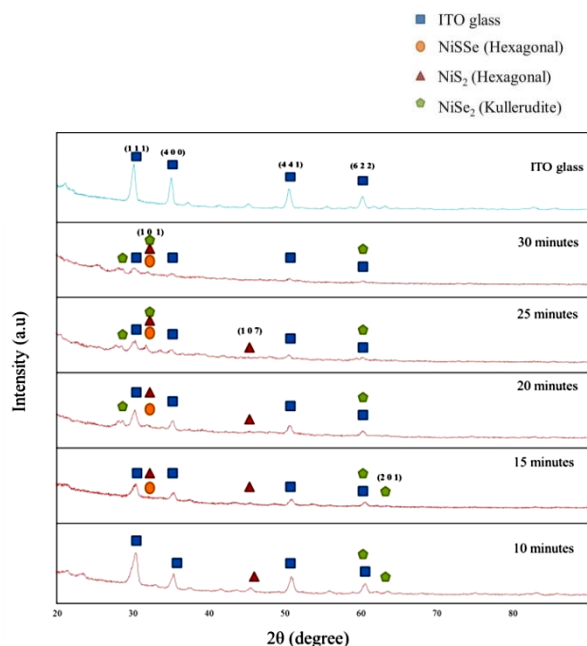 ITO glass
NiSSe (Hexagonal)
NiS₂ (Hexagonal)
NiSe₂ (Kullerudite)
(1 1 1)
(4 0 0)
(4 4 1)
(6 2 2)
ITO glass
(1 0 1)
30 minutes
25 minutes
(1 0 7)
20 minutes
15 minutes
(2 0 1)
10 minutes
Intensity (a.u)
20 30 40 50 60 70 80
2θ (degree)